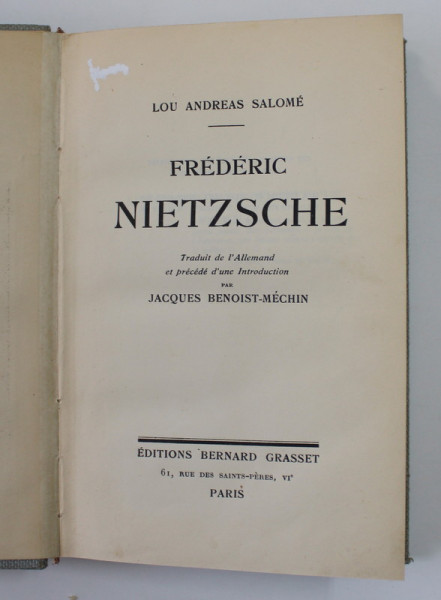 LOU ANDREAS SALOMÉ
FRÉDÉRIC
NIETZSCHE
Traduit de l'Allemand
et précédé d'une Introduction
PAR
JACQUES BENOIST-MÉCHIN
ÉDITIONS BERNARD GRASSET
61, RUE DES SAINTS-PÈRES, VIe
PARIS